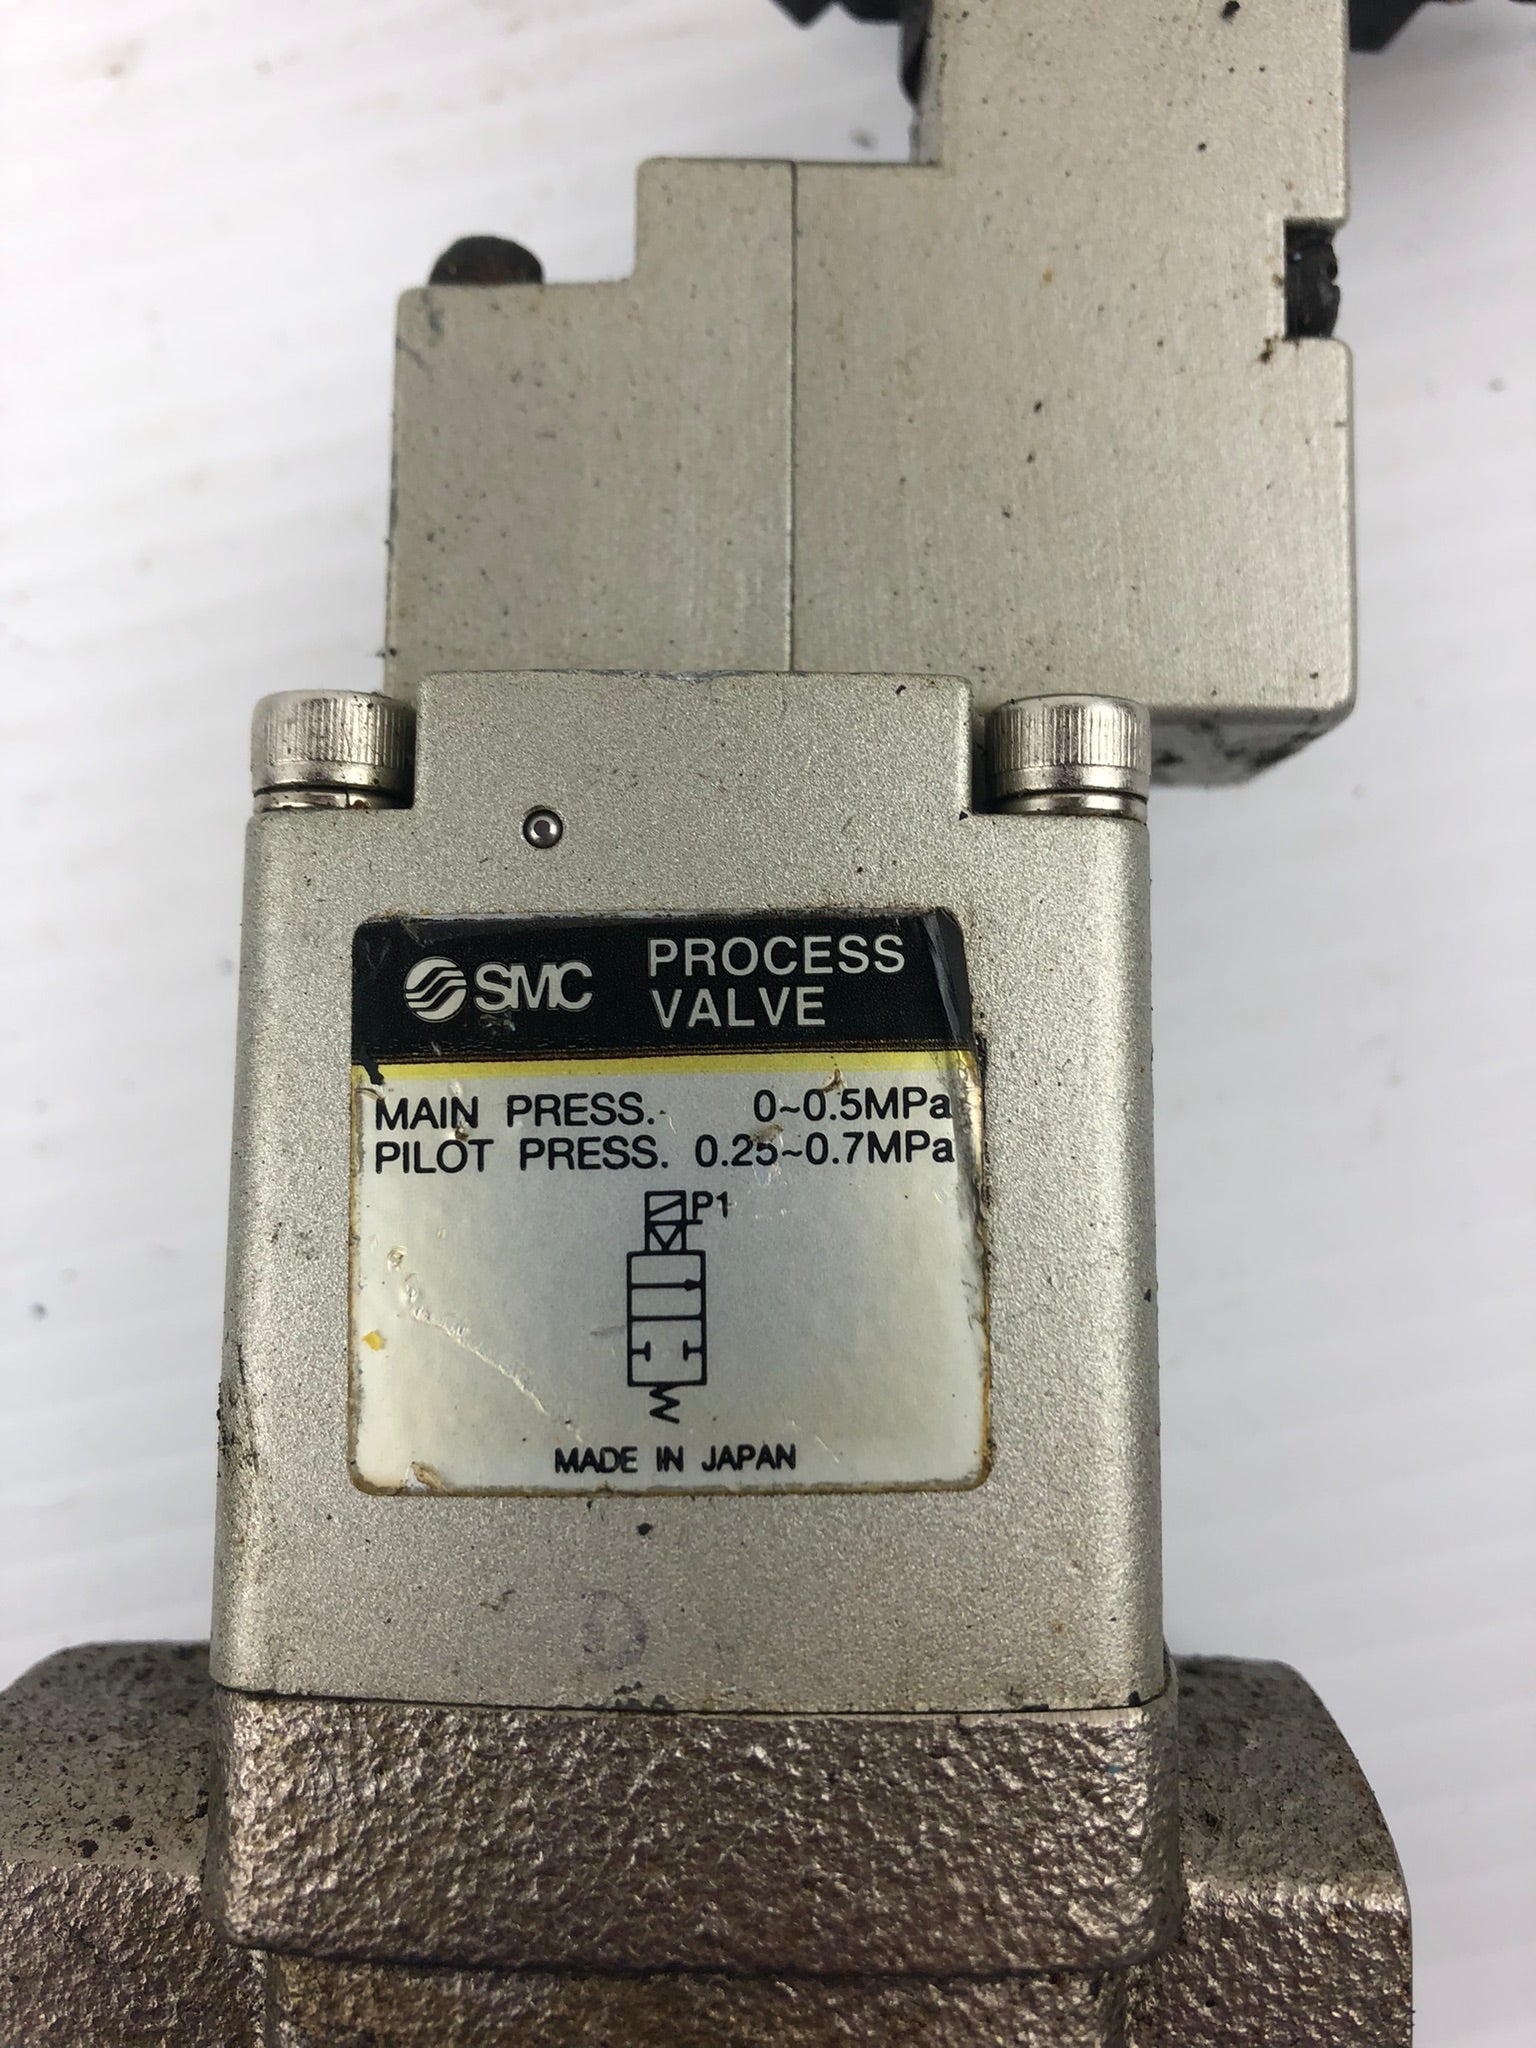 SMC PROCESS
VALVE
MAIN PRESS. 0~0.5MPa
PILOT PRESS. 0.25~0.7MPa
P1
MADE IN JAPAN